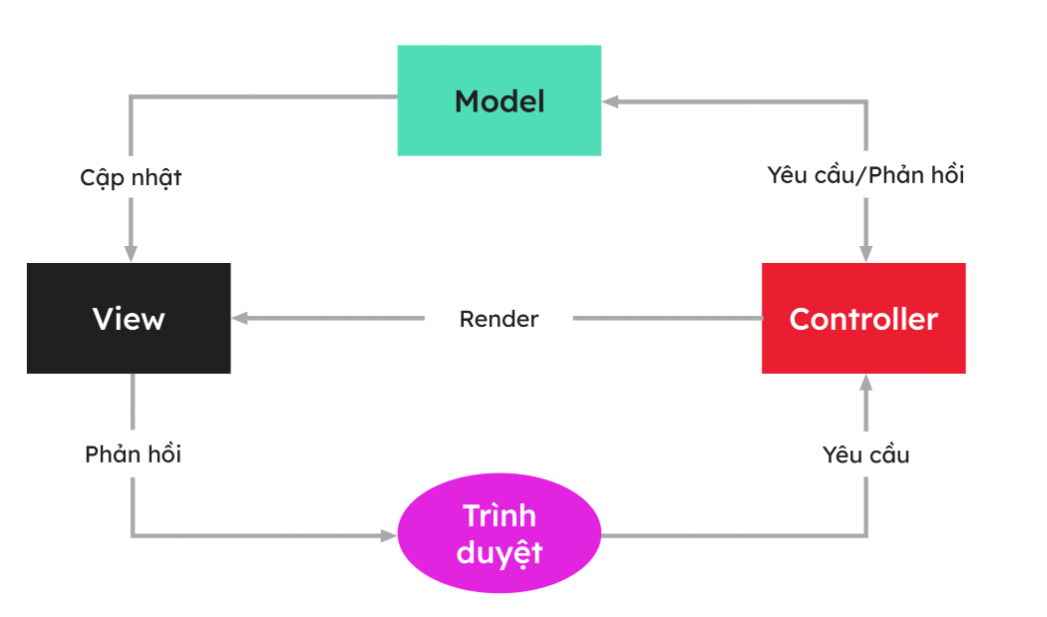 Model
Cập nhật
Yêu cầu/Phản hồi
View
Render
Controller
Phản hồi
Yêu cầu
Trình
duyệt